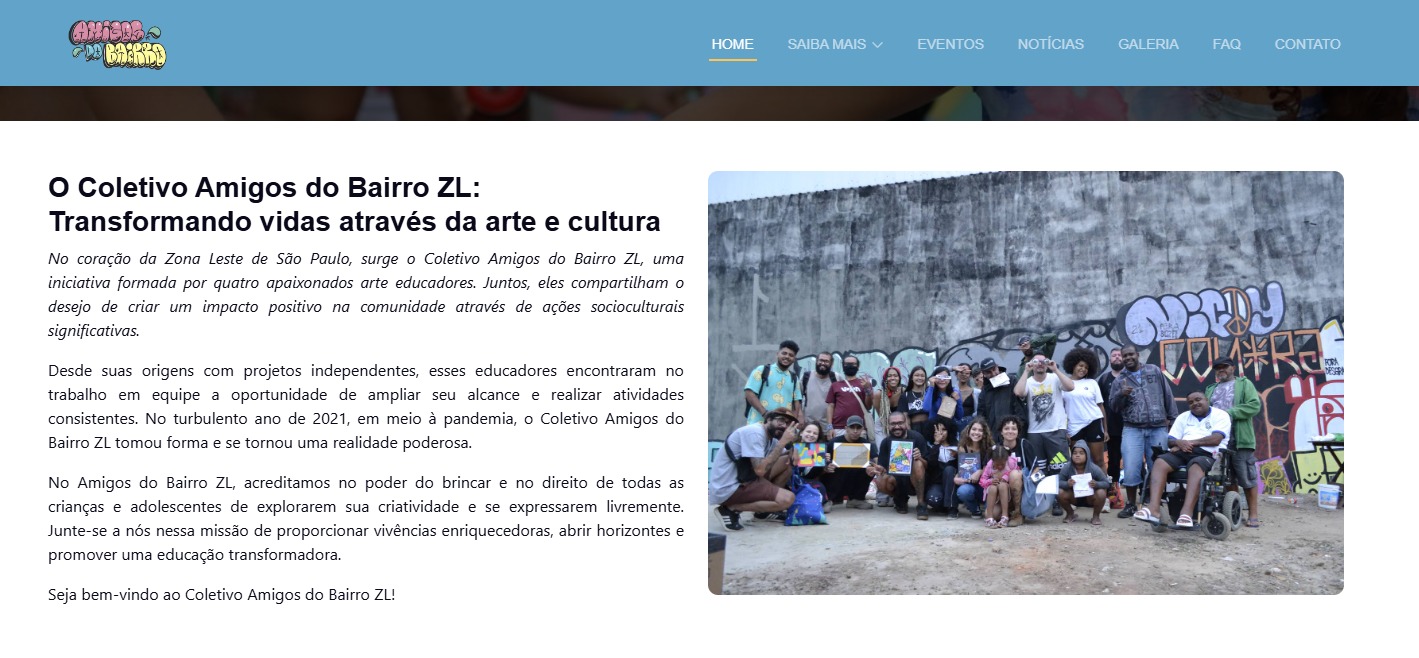 AMIGOS
DO BAIRRO
HOME
SAIBA MAIS
EVENTOS
NOTÍCIAS
GALERIA
FAQ
CONTATO
O Coletivo Amigos do Bairro ZL:
Transformando vidas através da arte e cultura
No coração da Zona Leste de São Paulo, surge o Coletivo Amigos do Bairro ZL, uma
iniciativa formada por quatro apaixonados arte educadores. Juntos, eles compartilham o
desejo de criar um impacto positivo na comunidade através de ações socioculturais
significativas.
Desde suas origens com projetos independentes, esses educadores encontraram no
trabalho em equipe a oportunidade de ampliar seu alcance e realizar atividades
consistentes. No turbulento ano de 2021, em meio à pandemia, o Coletivo Amigos do
Bairro ZL tomou forma e se tornou uma realidade poderosa.
No Amigos do Bairro ZL, acreditamos no poder do brincar e no direito de todas as
crianças e adolescentes de explorarem sua criatividade e se expressarem livremente.
Junte-se a nós nessa missão de proporcionar vivências enriquecedoras, abrir horizontes e
promover uma educação transformadora.
Seja bem-vindo ao Coletivo Amigos do Bairro ZL!